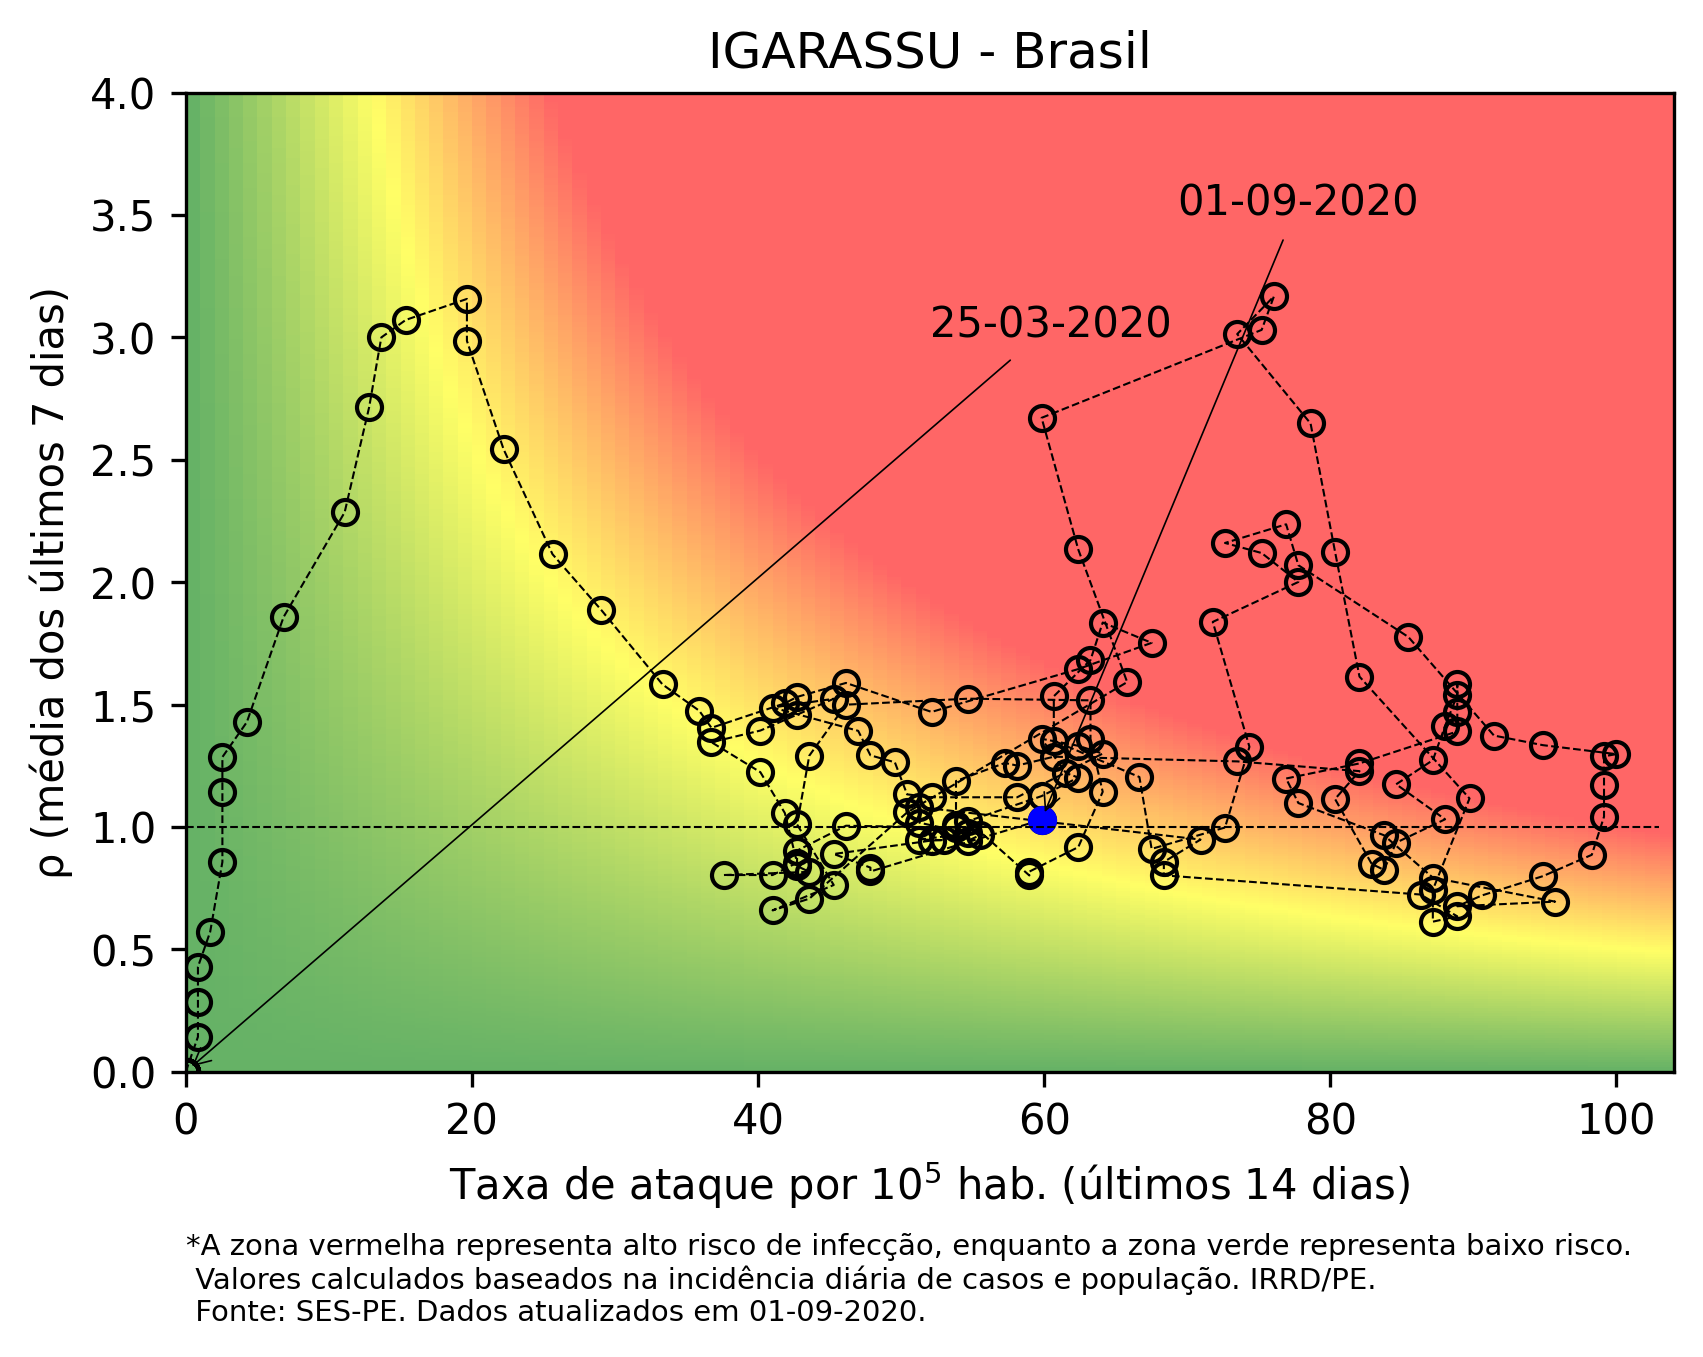 IGARASSU - Brasil
4.0
3.5
3.0
2.5
2.0
1.5
1.0
0.5
0.0
ρ (média dos últimos 7 dias)
01-09-2020
25-03-2020
0 20 40 60 80 100
Taxa de ataque por 10⁵ hab. (últimos 14 dias)
*A zona vermelha representa alto risco de infecção, enquanto a zona verde representa baixo risco.
Valores calculados baseados na incidência diária de casos e população. IRRD/PE.
Fonte: SES-PE. Dados atualizados em 01-09-2020.